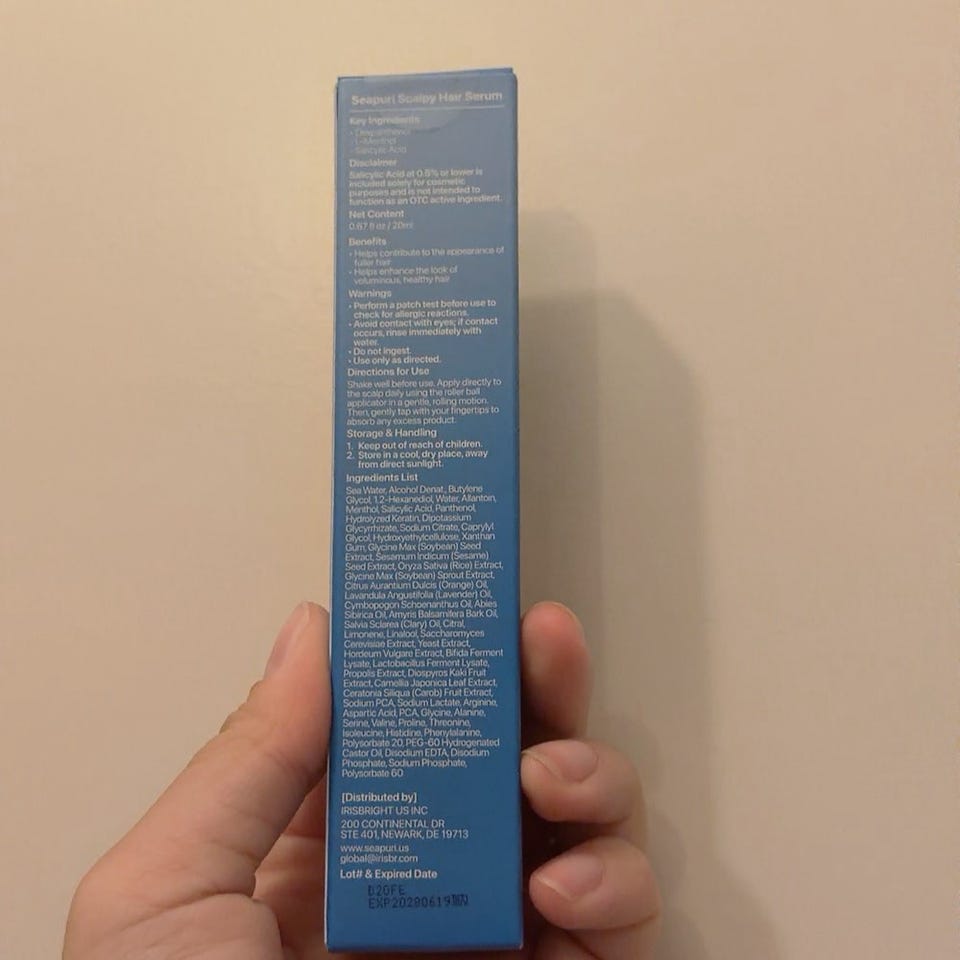 Seapuri Scalpy Hair Serum
Key Ingredients
• Dexpanthenol
• L-Menthol
• Salicylic Acid
Disclaimer
Salicylic Acid at 0.5% or lower is
included solely for cosmetic
purposes and is not intended to
function as an OTC active ingredient.
Net Content
0.67 fl oz / 20ml
Benefits
• Helps contribute to the appearance of
fuller hair
• Helps enhance the look of
voluminous, healthy hair
Warnings
• Perform a patch test before use to
check for allergic reactions.
• Avoid contact with eyes; if contact
occurs, rinse immediately with
water.
• Do not ingest.
• Use only as directed.
Directions for Use
Shake well before use. Apply directly to
the scalp daily using the roller ball
applicator in a gentle, rolling motion.
Then, gently tap with your fingertips to
absorb any excess product.
Storage & Handling
1. Keep out of reach of children.
2. Store in a cool, dry place, away
from direct sunlight.
Ingredients List
Sea Water, Alcohol Denat., Butylene
Glycol, 1,2-Hexanediol, Water, Allantoin,
Menthol, Salicylic Acid, Panthenol,
Hydrolyzed Keratin, Dipotassium
Glycyrrhizate, Sodium Citrate, Caprylyl
Glycol, Hydroxyethylcellulose, Xanthan
Gum, Glycine Max (Soybean) Seed
Extract, Sesamum Indicum (Sesame)
Seed Extract, Oryza Sativa (Rice) Extract,
Glycine Max (Soybean) Sprout Extract,
Citrus Aurantium Dulcis (Orange) Oil,
Lavandula Angustifolia (Lavender) Oil,
Cymbopogon Schoenanthus Oil, Abies
Sibirica Oil, Amyris Balsamifera Bark Oil,
Salvia Sclarea (Clary) Oil, Citral,
Limonene, Linalool, Saccharomyces
Cerevisiae Extract, Yeast Extract,
Hordeum Vulgare Extract, Bifida Ferment
Lysate, Lactobacillus Ferment Lysate,
Propolis Extract, Diospyros Kaki Fruit
Extract, Camellia Japonica Leaf Extract,
Ceratonia Siliqua (Carob) Fruit Extract,
Sodium PCA, Sodium Lactate, Arginine,
Aspartic Acid, PCA, Glycine, Alanine,
Serine, Valine, Proline, Threonine,
Isoleucine, Histidine, Phenylalanine,
Polysorbate 20, PEG-60 Hydrogenated
Castor Oil, Disodium EDTA, Disodium
Phosphate, Sodium Phosphate,
Polysorbate 60
[Distributed by]
IRISBRIGHT US INC
200 CONTINENTAL DR
STE 401, NEWARK, DE 19713
www.seapuri.us
global@irisbr.com
Lot# & Expired Date
D20FE
EXP20280619까지